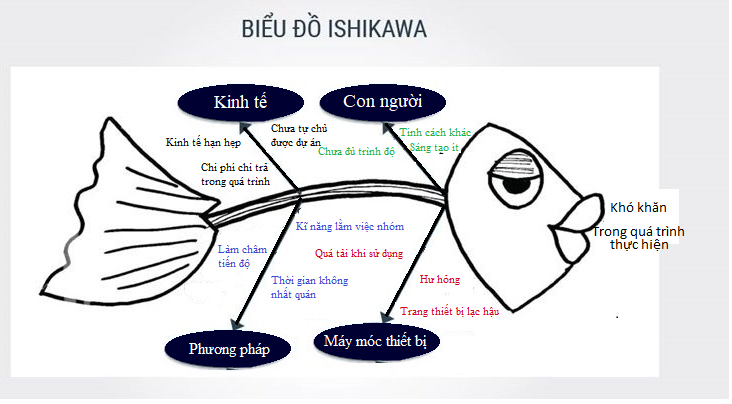 BIỂU ĐỒ ISHIKAWA
Kinh tế
Con người
Kinh tế hạn hẹp
Chưa tự chủ
được dự án
Chi phi chi trả
trong quá trình
Chưa đủ trình độ
Tính cách khác
Sáng tạo ít
Khó khăn
Trong quá trình
thực hiện
Kĩ năng lằm việc nhóm
Làm châm
tiến độ
Thời gian không
nhất quán
Quá tải khi sử dụng
Hư hỏng
Trang thiết bị lạc hậu
Phương pháp
Máy móc thiết bị